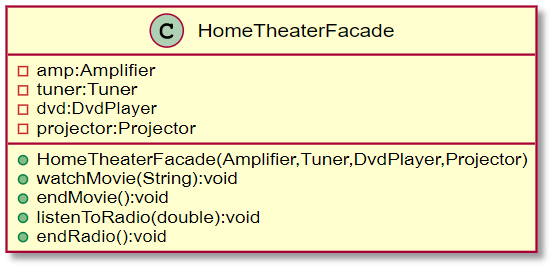 C HomeTheaterFacade
amp:Amplifier
tuner:Tuner
dvd:DvdPlayer
projector:Projector
HomeTheaterFacade(Amplifier,Tuner,DvdPlayer,Projector)
watchMovie(String):void
endMovie():void
listenToRadio(double):void
endRadio():void